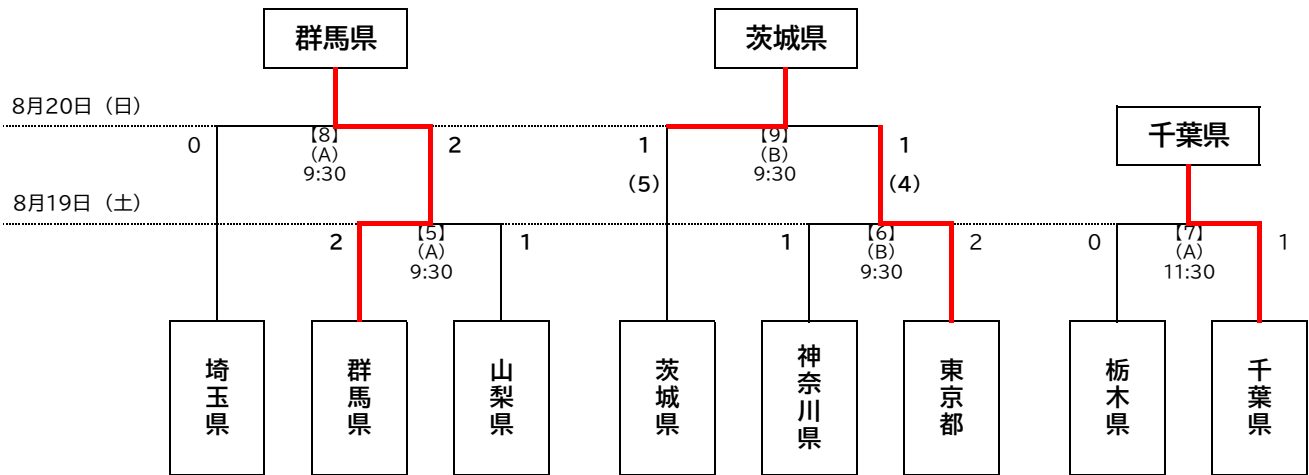 群馬県
茨城県
8月20日（日）
千葉県
0
【8】
(A)
9:30
2
1
(5)
【9】
(B)
9:30
1
(4)
8月19日（土）
2
【5】
(A)
9:30
1
1
【6】
(B)
9:30
2
0
【7】
(A)
11:30
1
埼玉県
群馬県
山梨県
茨城県
神奈川県
東京都
栃木県
千葉県